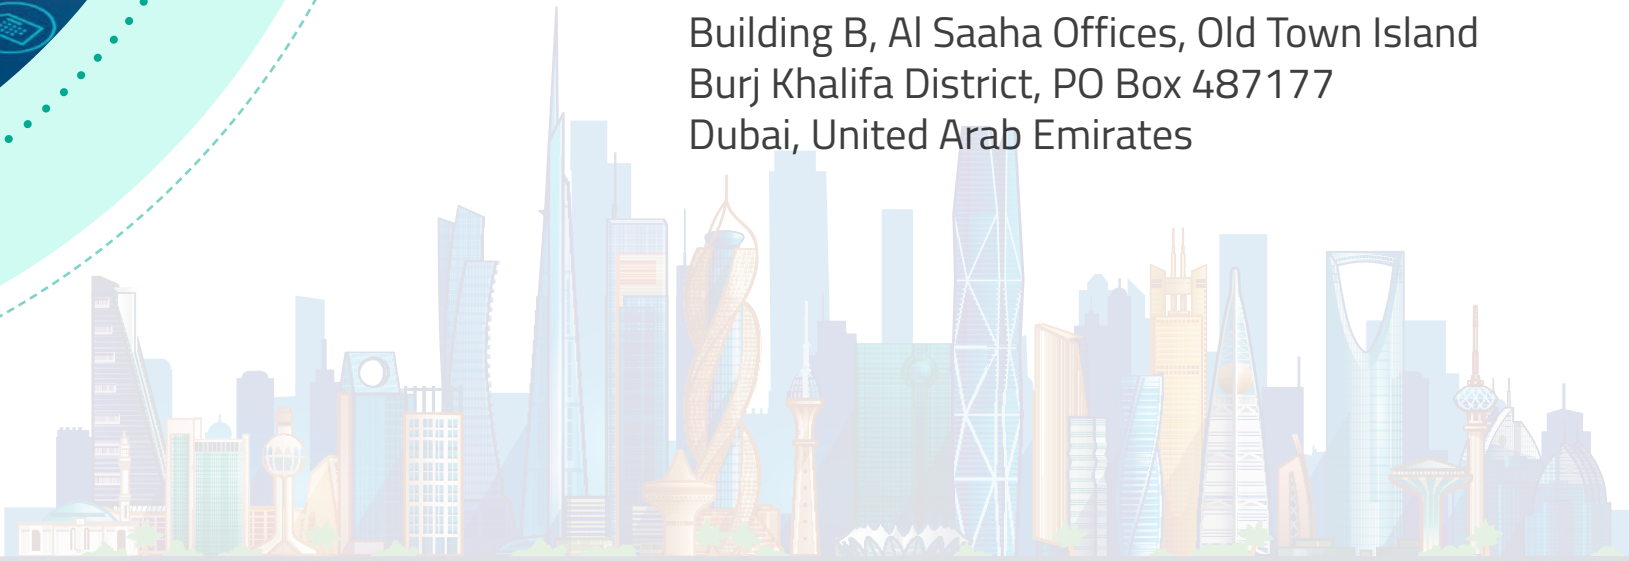 Building B, Al Saaha Offices, Old Town Island
Burj Khalifa District, PO Box 487177
Dubai, United Arab Emirates